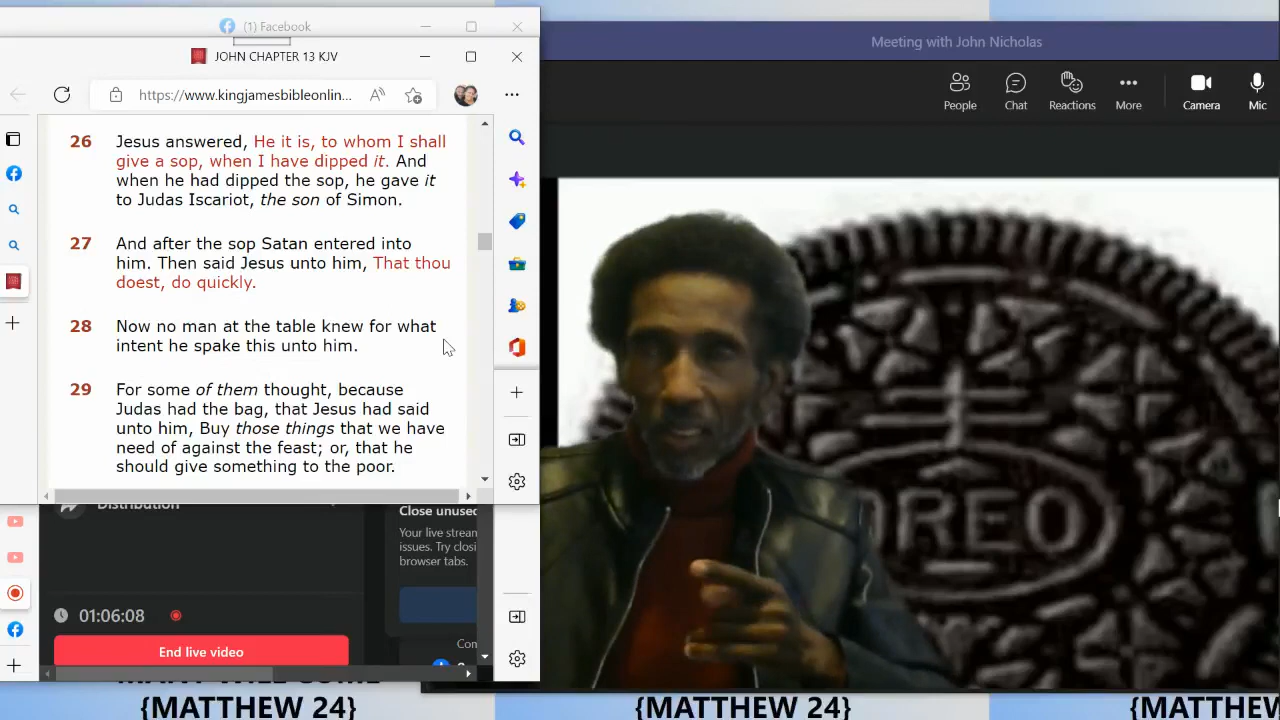 (1) Facebook
JOHN CHAPTER 13 KJV
https://www.kingjamesbibleonlin...
26 Jesus answered, He it is, to whom I shall
give a sop, when I have dipped it. And
when he had dipped the sop, he gave it
to Judas Iscariot, the son of Simon.
27 And after the sop Satan entered into
him. Then said Jesus unto him, That thou
doest, do quickly.
28 Now no man at the table knew for what
intent he spake this unto him.
29 For some of them thought, because
Judas had the bag, that Jesus had said
unto him, Buy those things that we have
need of against the feast; or, that he
should give something to the poor.
Distribution
01:06:08
End live video
Close unused
Your live stream
issues. Try closi
browser tabs.
Com
Meeting with John Nicholas
People
Chat
Reactions
More
Camera
Mic
OREO
{MATTHEW 24}
{MATTHEW 24}
{MATTHEW 24